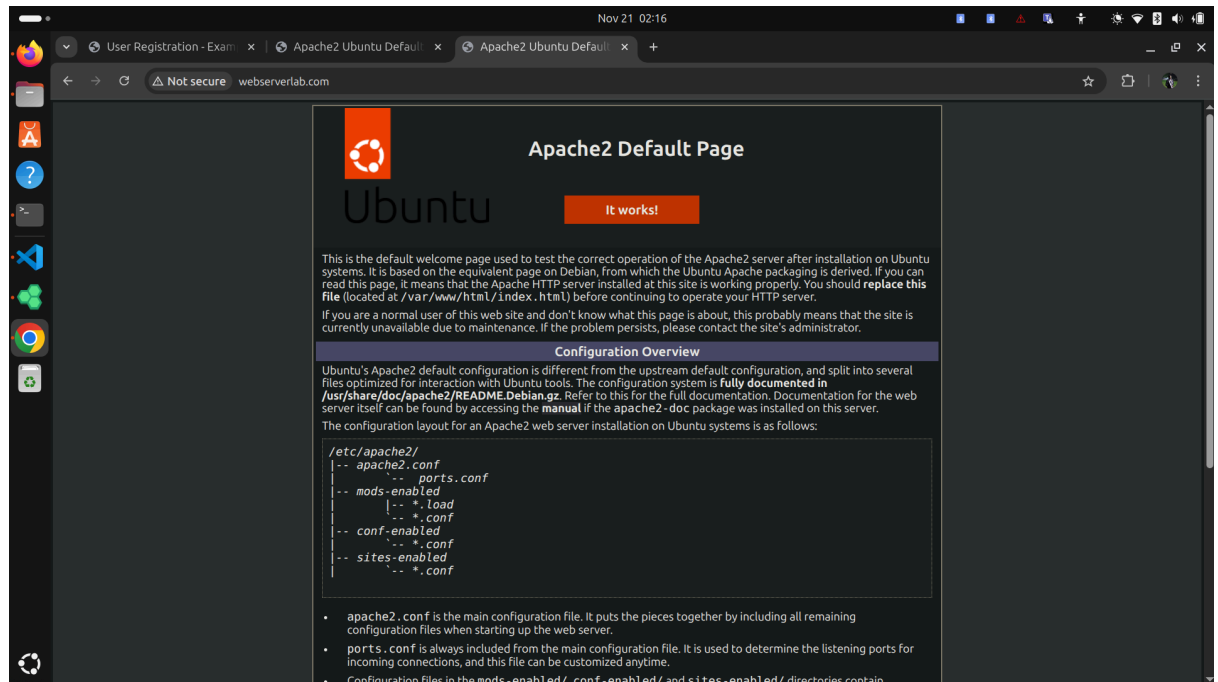 Nov 21 02:16
User Registration - Exam
Apache2 Ubuntu Default
Apache2 Ubuntu Default
Not secure webserverlab.com
Apache2 Default Page
Ubuntu
It works!
This is the default welcome page used to test the correct operation of the Apache2 server after installation on Ubuntu
systems. It is based on the equivalent page on Debian, from which the Ubuntu Apache packaging is derived. If you can
read this page, it means that the Apache HTTP server installed at this site is working properly. You should replace this
file (located at /var/www/html/index.html) before continuing to operate your HTTP server.
If you are a normal user of this web site and don't know what this page is about, this probably means that the site is
currently unavailable due to maintenance. If the problem persists, please contact the site's administrator.
Configuration Overview
Ubuntu's Apache2 default configuration is different from the upstream default configuration, and split into several
files optimized for interaction with Ubuntu tools. The configuration system is fully documented in
/usr/share/doc/apache2/README.Debian.gz. Refer to this for the full documentation. Documentation for the web
server itself can be found by accessing the manual if the apache2-doc package was installed on this server.
The configuration layout for an Apache2 web server installation on Ubuntu systems is as follows:
/etc/apache2/
|-- apache2.conf
|       `--  ports.conf
|-- mods-enabled
|       |-- *.load
|       `-- *.conf
|-- conf-enabled
|       `-- *.conf
|-- sites-enabled
|       `-- *.conf
• apache2.conf is the main configuration file. It puts the pieces together by including all remaining
configuration files when starting up the web server.
• ports.conf is always included from the main configuration file. It is used to determine the listening ports for
incoming connections, and this file can be customized anytime.
• Configuration files in the mods-enabled/, conf-enabled/ and sites-enabled/ directories contain